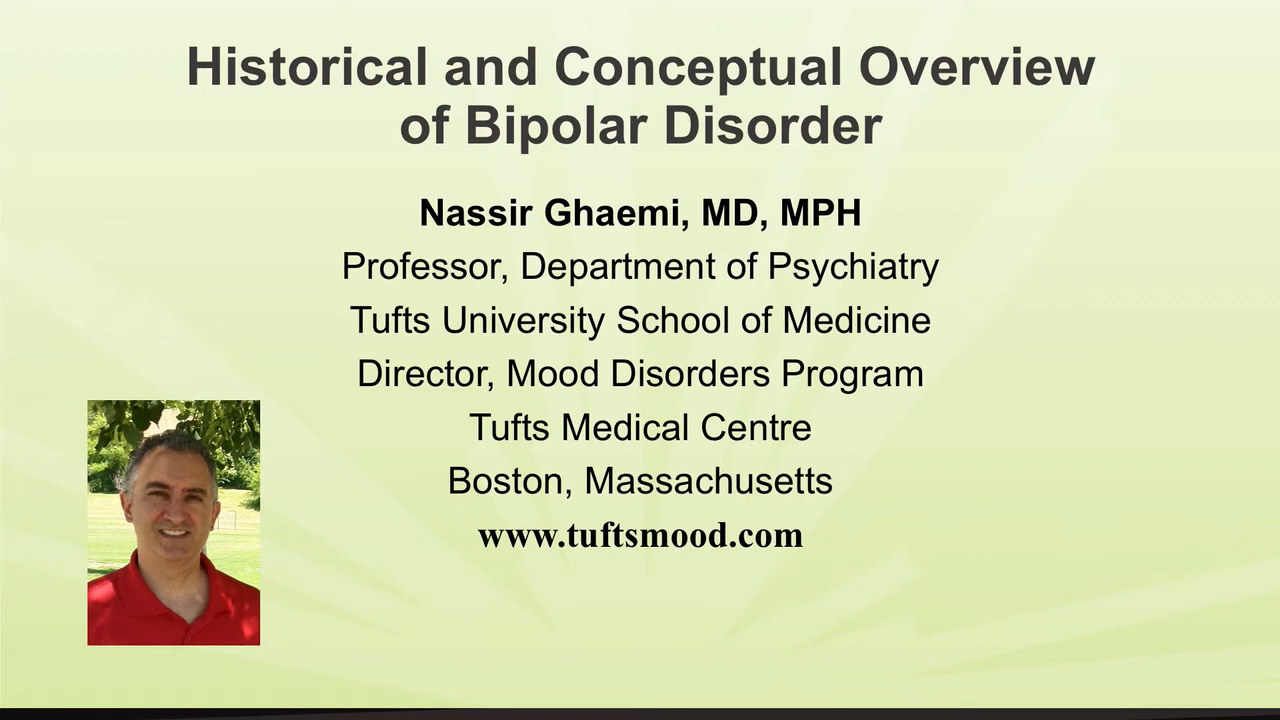 Historical and Conceptual Overview
of Bipolar Disorder
Nassir Ghaemi, MD, MPH
Professor, Department of Psychiatry
Tufts University School of Medicine
Director, Mood Disorders Program
Tufts Medical Centre
Boston, Massachusetts
www.tuftsmood.com